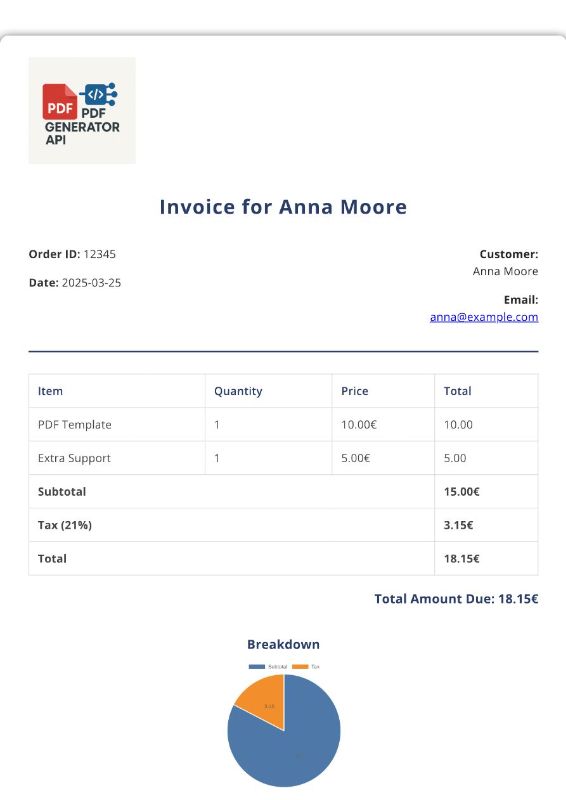 PDF </>
PDF
GENERATOR
API
Invoice for Anna Moore
Order ID: 12345
Date: 2025-03-25
Customer:
Anna Moore
Email:
anna@example.com
Item Quantity Price Total
PDF Template 1 10.00€ 10.00
Extra Support 1 5.00€ 5.00
Subtotal 15.00€
Tax (21%) 3.15€
Total 18.15€
Total Amount Due: 18.15€
Breakdown
Subtotal Tax
3.15